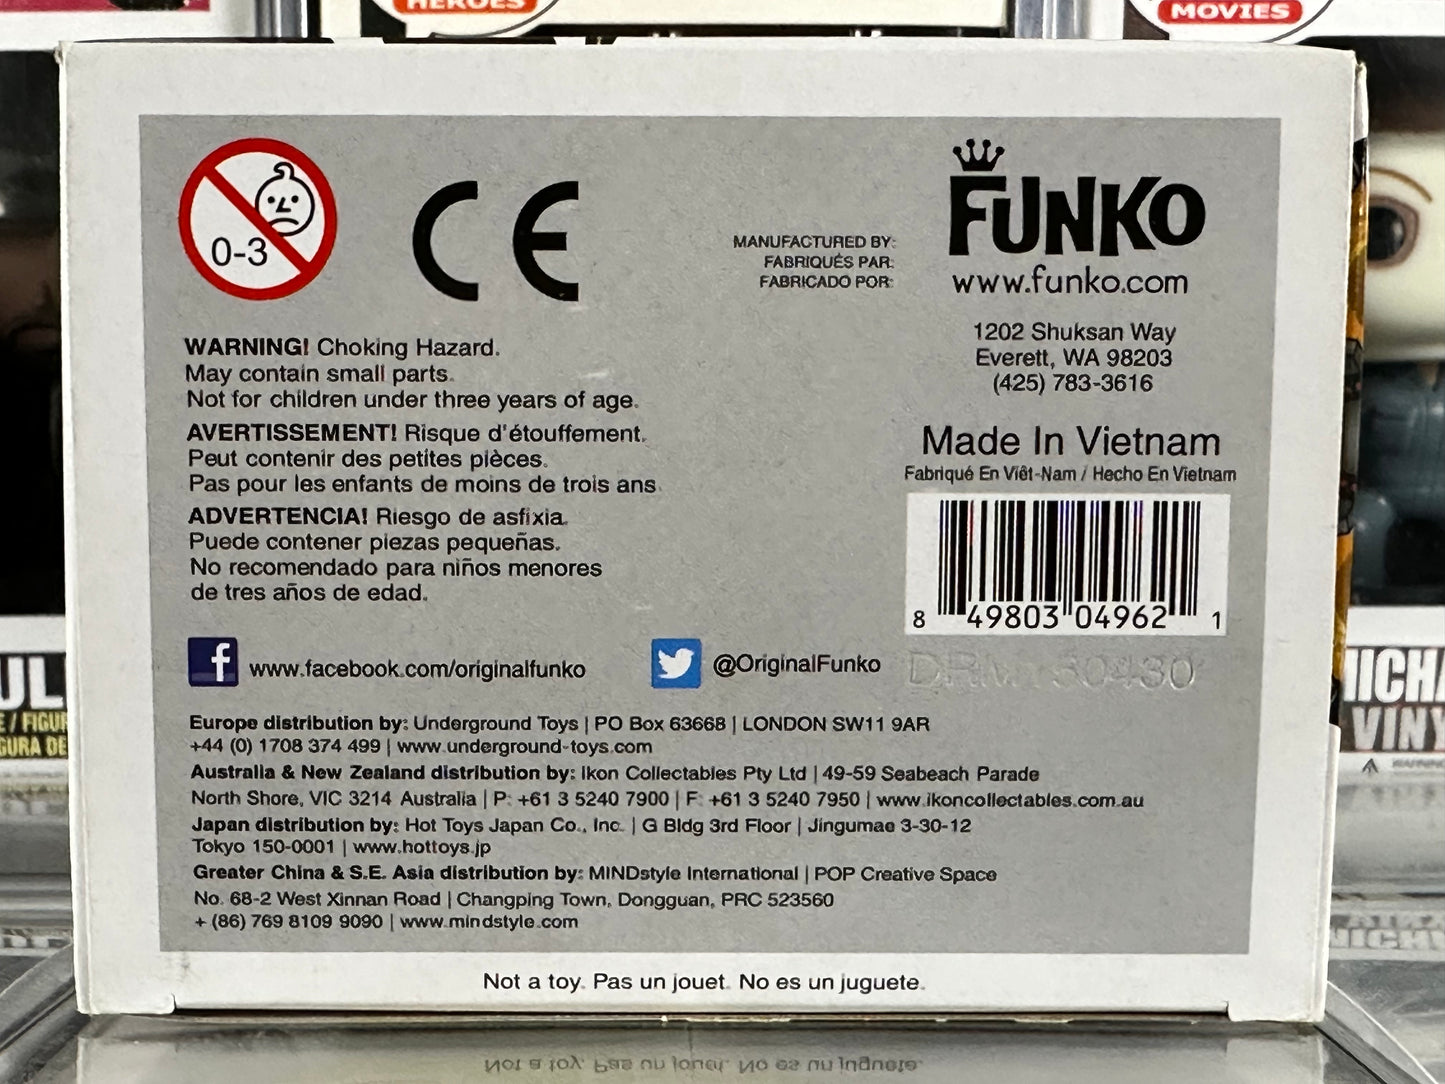 HEROES
MOVIES
0-3
CE
MANUFACTURED BY:
FABRIQUÉS PAR:
FABRICADO POR:
FUNKO
www.funko.com
1202 Shuksan Way
Everett, WA 98203
(425) 783-3616
Made In Vietnam
Fabriqué En Viêt-Nam / Hecho En Vietnam
8 49803 04962 1
WARNING! Choking Hazard.
May contain small parts.
Not for children under three years of age.
AVERTISSEMENT! Risque d'étouffement.
Peut contenir des petites pièces.
Pas pour les enfants de moins de trois ans.
ADVERTENCIA! Riesgo de asfixia.
Puede contener piezas pequeñas.
No recomendado para niños menores
de tres años de edad.
f www.facebook.com/originalfunko
@OriginalFunko
Europe distribution by: Underground Toys | PO Box 63668 | LONDON SW11 9AR
+44 (0) 1708 374 499 | www.underground-toys.com
Australia & New Zealand distribution by: Ikon Collectables Pty Ltd | 49-59 Seabeach Parade
North Shore, VIC 3214 Australia | P: +61 3 5240 7900 | F: +61 3 5240 7950 | www.ikoncollectables.com.au
Japan distribution by: Hot Toys Japan Co., Inc. | G Bldg 3rd Floor | Jingumae 3-30-12
Tokyo 150-0001 | www.hottoys.jp
Greater China & S.E. Asia distribution by: MINDstyle International | POP Creative Space
No. 68-2 West Xinnan Road | Changping Town, Dongguan, PRC 523560
+ (86) 769 8109 9090 | www.mindstyle.com
Not a toy. Pas un jouet. No es un juguete.